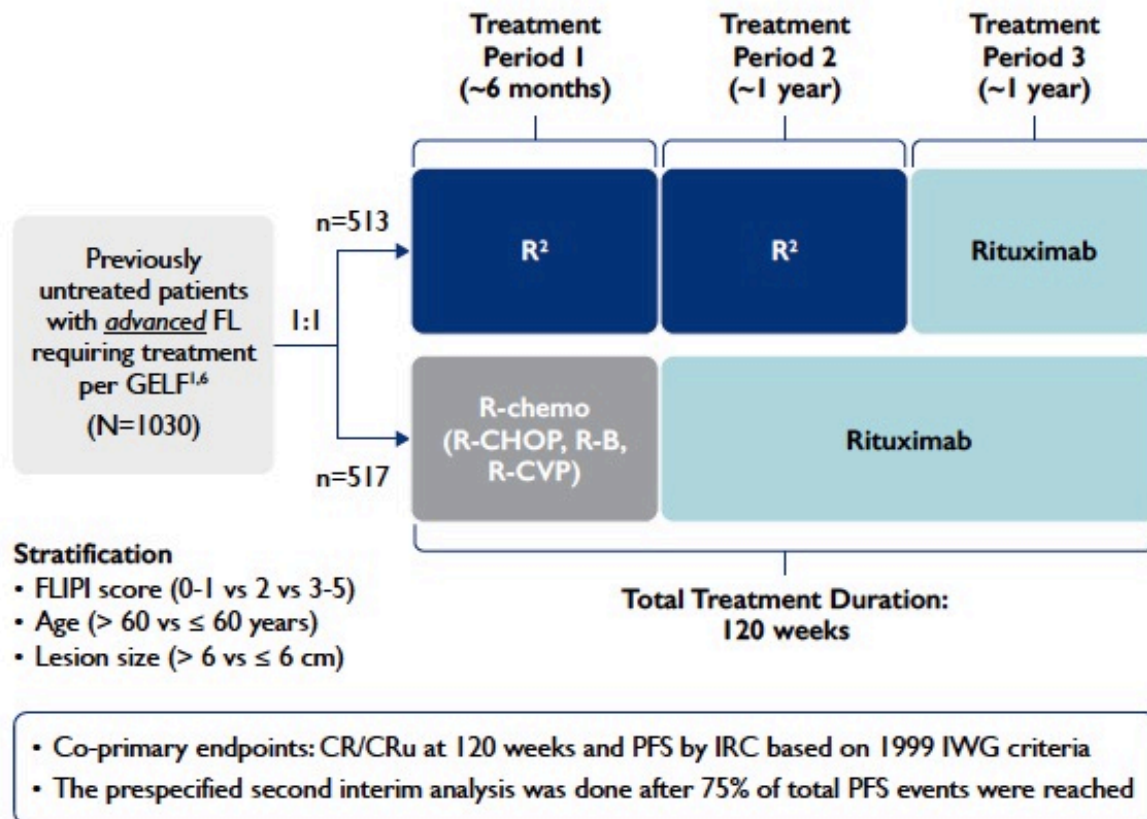 Treatment
Period 1
(~6 months)
Treatment
Period 2
(~1 year)
Treatment
Period 3
(~1 year)
Previously
untreated patients
with advanced FL
requiring treatment
per GELF¹,⁶
(N=1030)
1:1
n=513
n=517
R²
R²
Rituximab
R-chemo
(R-CHOP, R-B,
R-CVP)
Rituximab
Total Treatment Duration:
120 weeks
Stratification
• FLIPI score (0-1 vs 2 vs 3-5)
• Age (> 60 vs ≤ 60 years)
• Lesion size (> 6 vs ≤ 6 cm)
• Co-primary endpoints: CR/CRu at 120 weeks and PFS by IRC based on 1999 IWG criteria
• The prespecified second interim analysis was done after 75% of total PFS events were reached